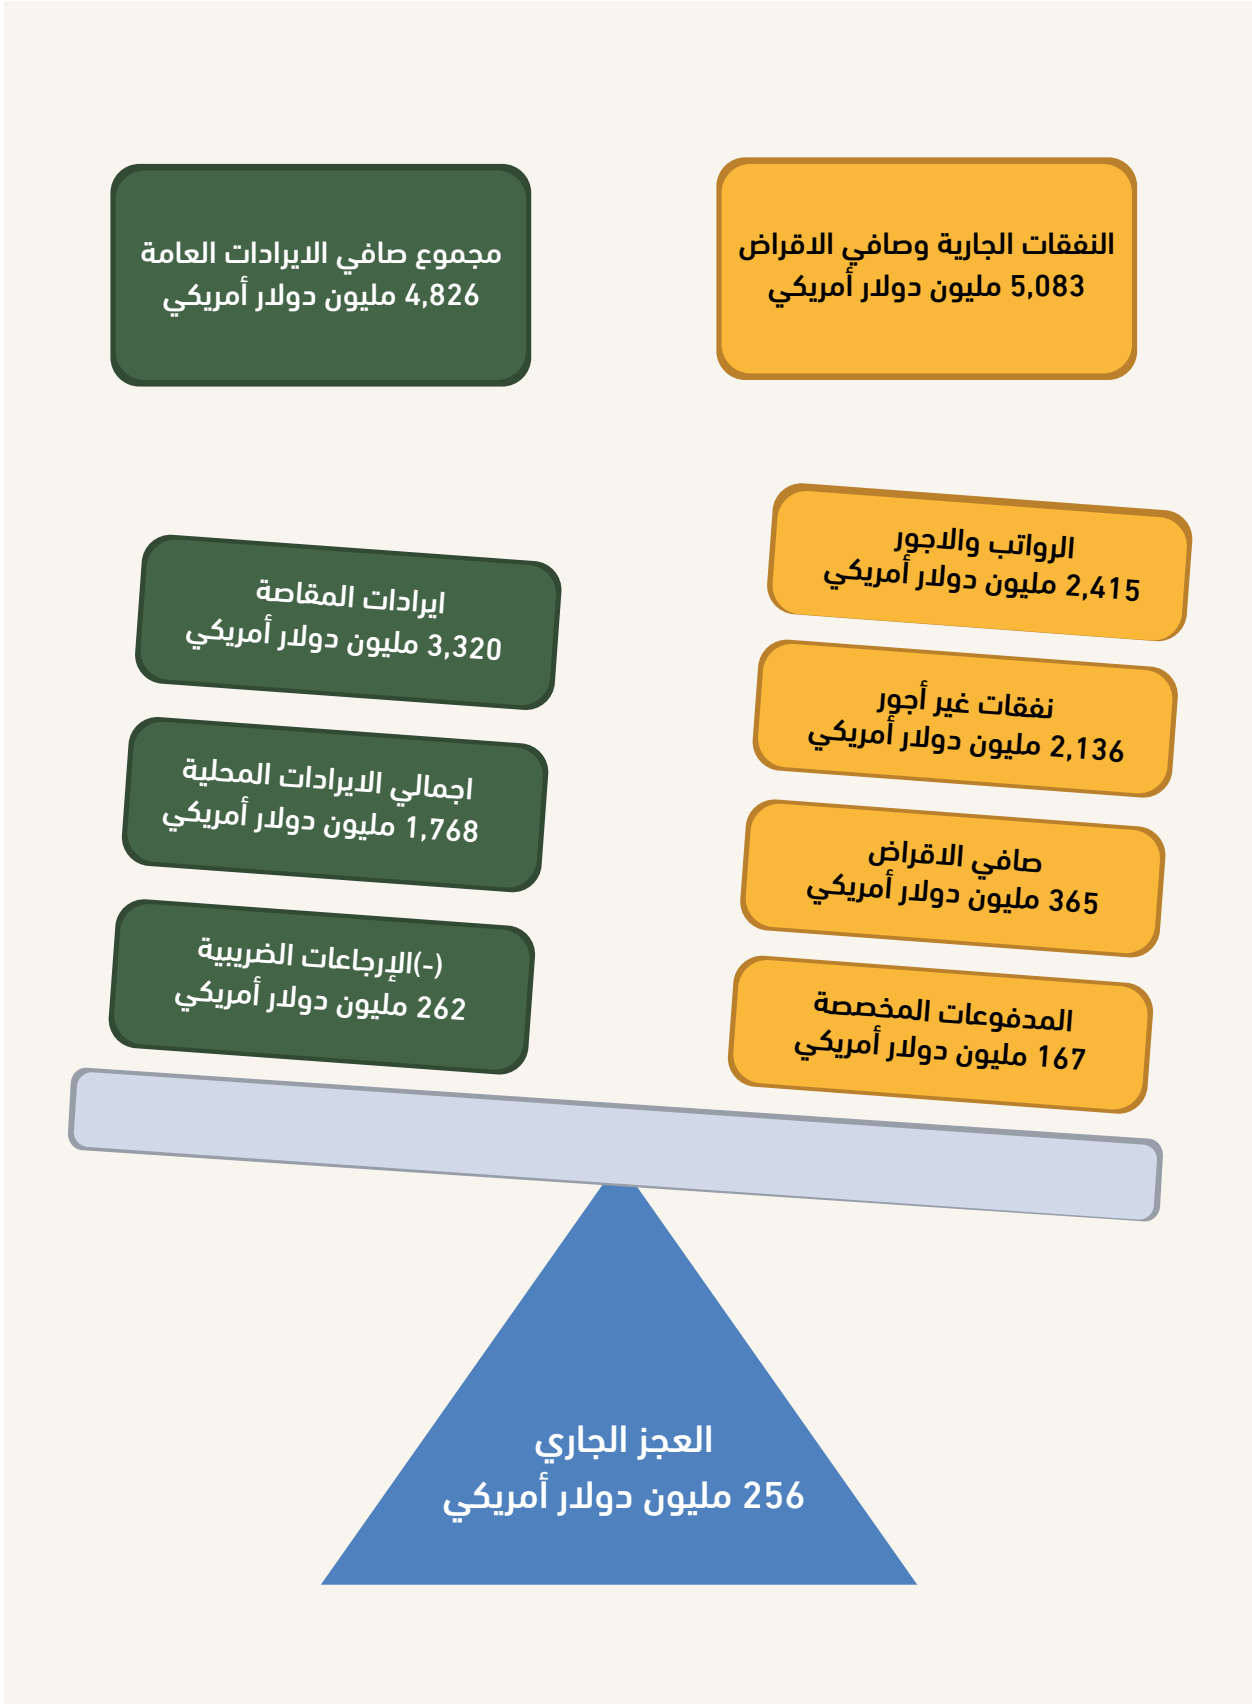 النفقات الجارية وصافي الاقراض
5,083 مليون دولار أمريكي
مجموع صافي الايرادات العامة
4,826 مليون دولار أمريكي
الرواتب والاجور
2,415 مليون دولار أمريكي
نفقات غير أجور
2,136 مليون دولار أمريكي
صافي الاقراض
365 مليون دولار أمريكي
المدفوعات المخصصة
167 مليون دولار أمريكي
ايرادات المقاصة
3,320 مليون دولار أمريكي
اجمالي الايرادات المحلية
1,768 مليون دولار أمريكي
(-)الإرجاعات الضريبية
262 مليون دولار أمريكي
العجز الجاري
256 مليون دولار أمريكي